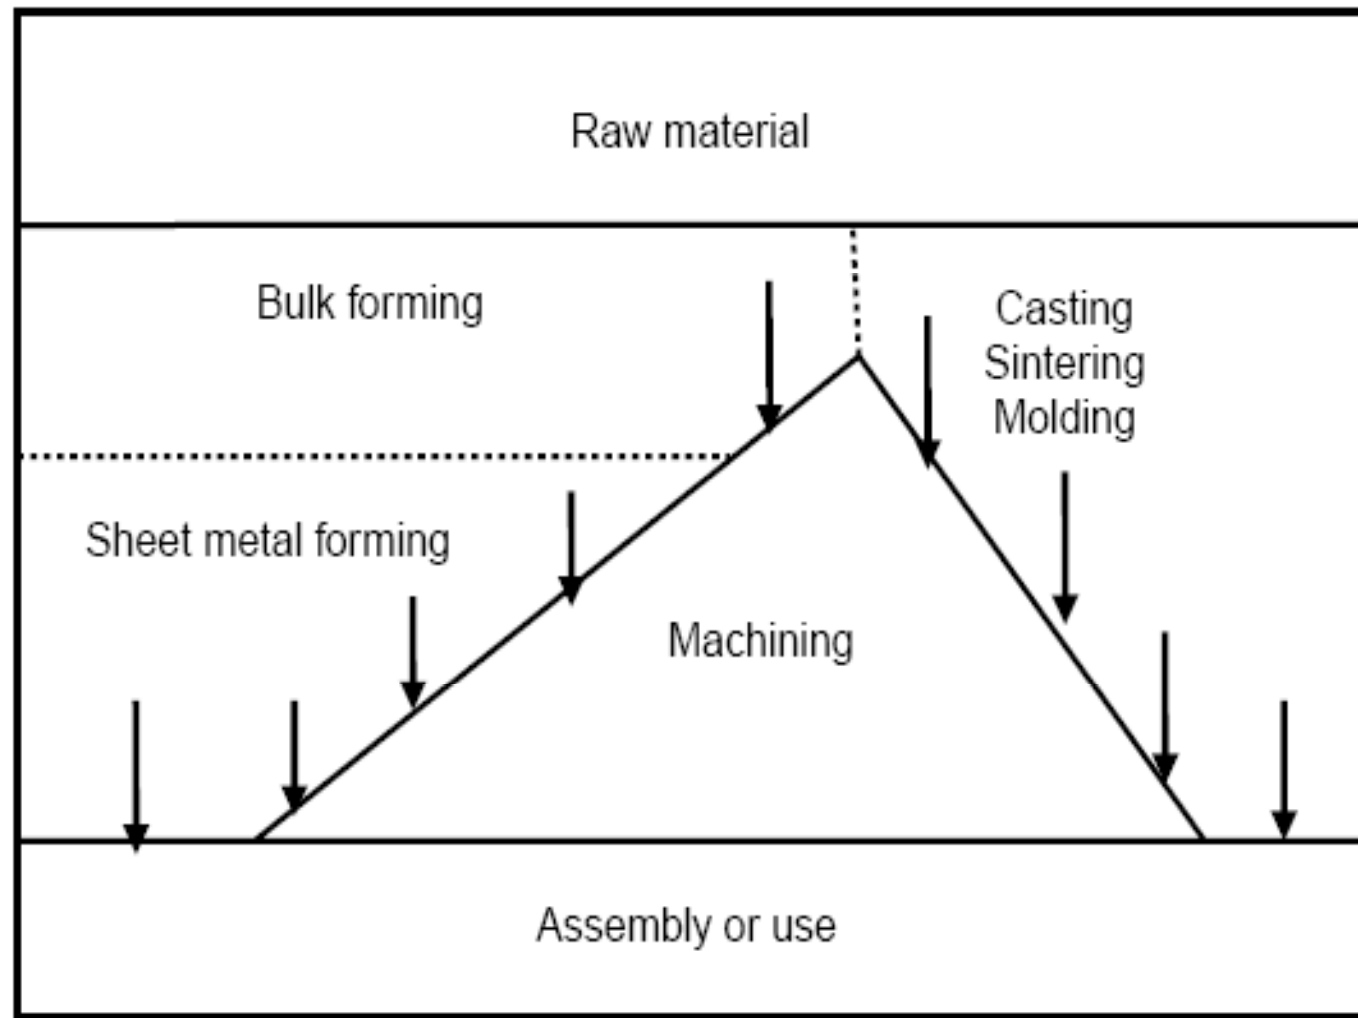 Raw material
Bulk forming
Casting
Sintering
Molding
Sheet metal forming
Machining
Assembly or use